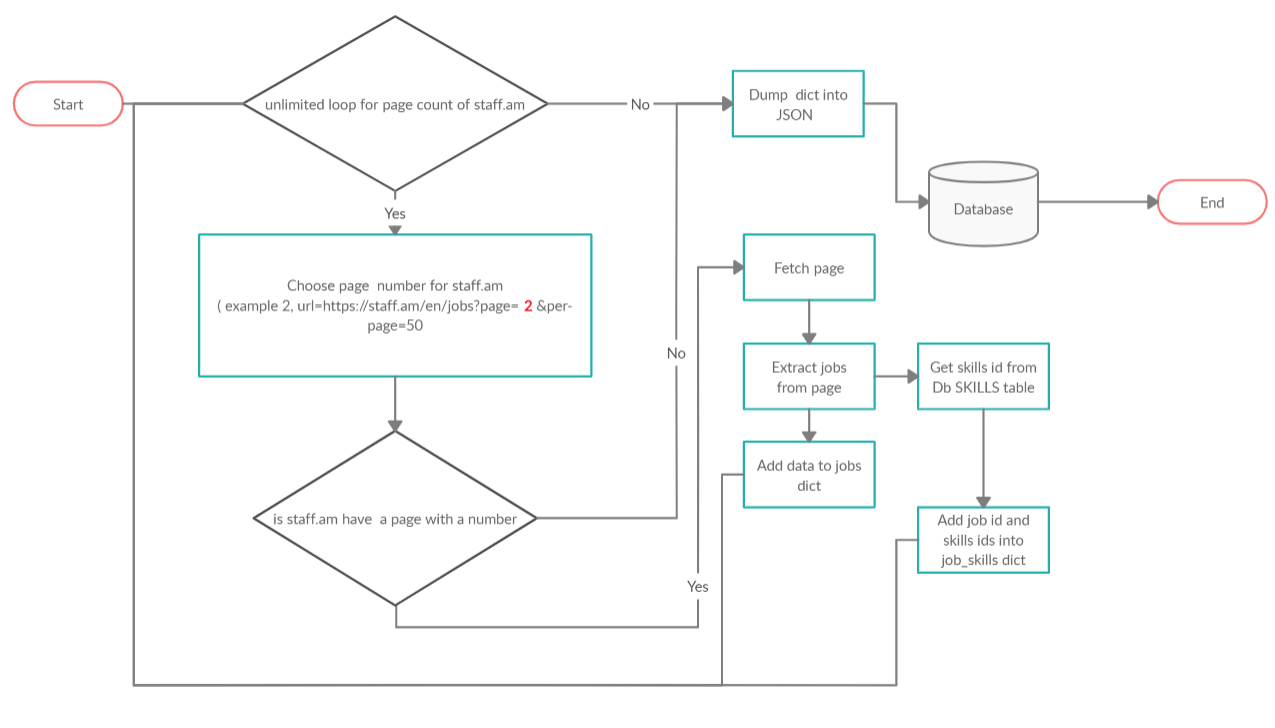 Start
unlimited loop for page count of staff.am
No
Dump dict into
JSON
Database
End
Yes
Choose page number for staff.am
( example 2, url=https://staff.am/en/jobs?page= 2 &per-
page=50
Fetch page
No
Extract jobs
from page
Get skills id from
Db SKILLS table
Add data to jobs
dict
is staff.am have a page with a number
Add job id and
skills ids into
job_skills dict
Yes